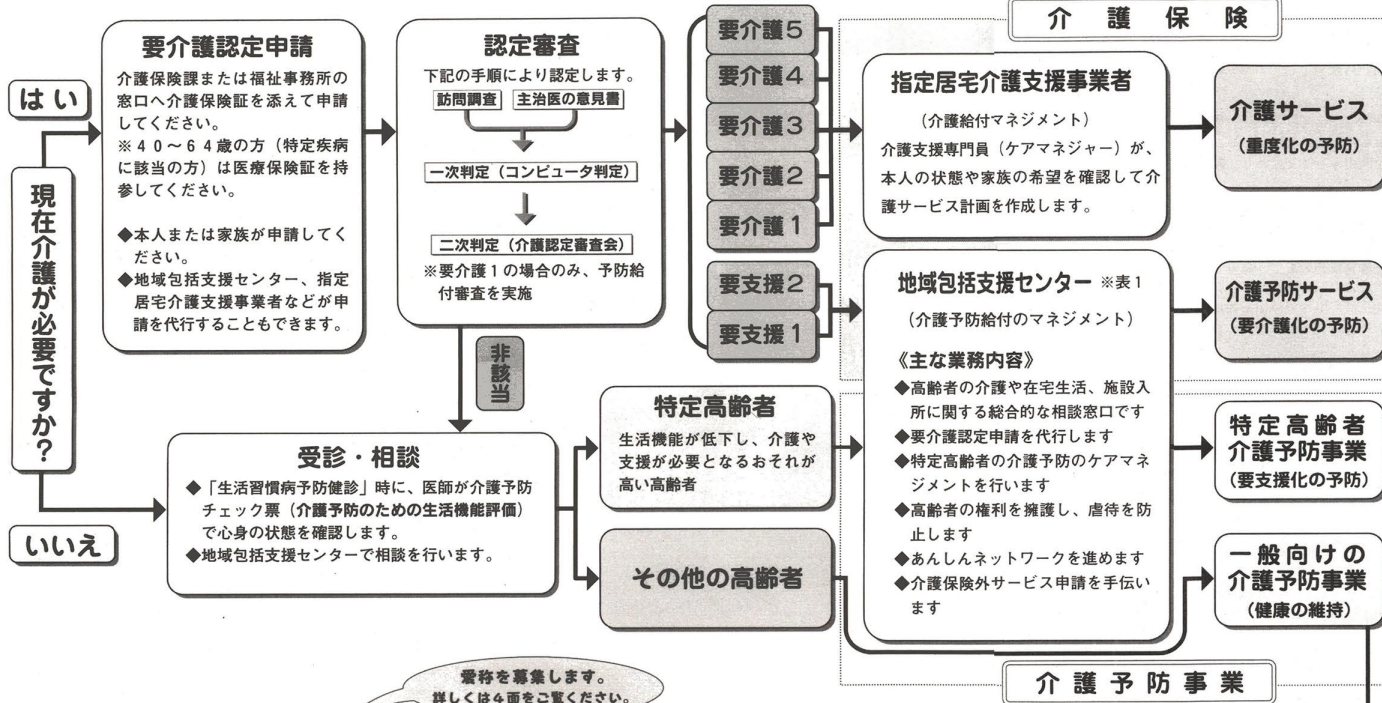 現在介護が必要ですか？
はい
いいえ
要介護認定申請
介護保険課または福祉事務所の
窓口へ介護保険証を添えて申請
してください。
※４０～６４歳の方（特定疾病
に該当の方）は医療保険証を持
参してください。
◆本人または家族が申請してく
ださい。
◆地域包括支援センター、指定
居宅介護支援事業者などが申
請を代行することもできます。
認定審査
下記の手順により認定します。
訪問調査 主治医の意見書
一次判定（コンピュータ判定）
二次判定（介護認定審査会）
※要介護１の場合のみ、予防給
付審査を実施
非該当
受診・相談
◆「生活習慣病予防健診」時に、医師が介護予防
チェック票（介護予防のための生活機能評価）
で心身の状態を確認します。
◆地域包括支援センターで相談を行います。
要介護５
要介護４
要介護３
要介護２
要介護１
要支援２
要支援１
特定高齢者
生活機能が低下し、介護や
支援が必要となるおそれが
高い高齢者
その他の高齢者
介護保険
指定居宅介護支援事業者
（介護給付マネジメント）
介護支援専門員（ケアマネジャー）が、
本人の状態や家族の希望を確認して介
護サービス計画を作成します。
地域包括支援センター ※表１
（介護予防給付のマネジメント）
《主な業務内容》
◆高齢者の介護や在宅生活、施設入
所に関する総合的な相談窓口です
◆要介護認定申請を代行します
◆特定高齢者の介護予防のケアマネ
ジメントを行います
◆高齢者の権利を擁護し、虐待を防
止します
◆あんしんネットワークを進めます
◆介護保険外サービス申請を手伝い
ます
介護サービス
（重度化の予防）
介護予防サービス
（要介護化の予防）
特定高齢者
介護予防事業
（要支援化の予防）
一般向けの
介護予防事業
（健康の維持）
介護予防事業
愛称を募集します。
詳しくは４面をご覧ください。